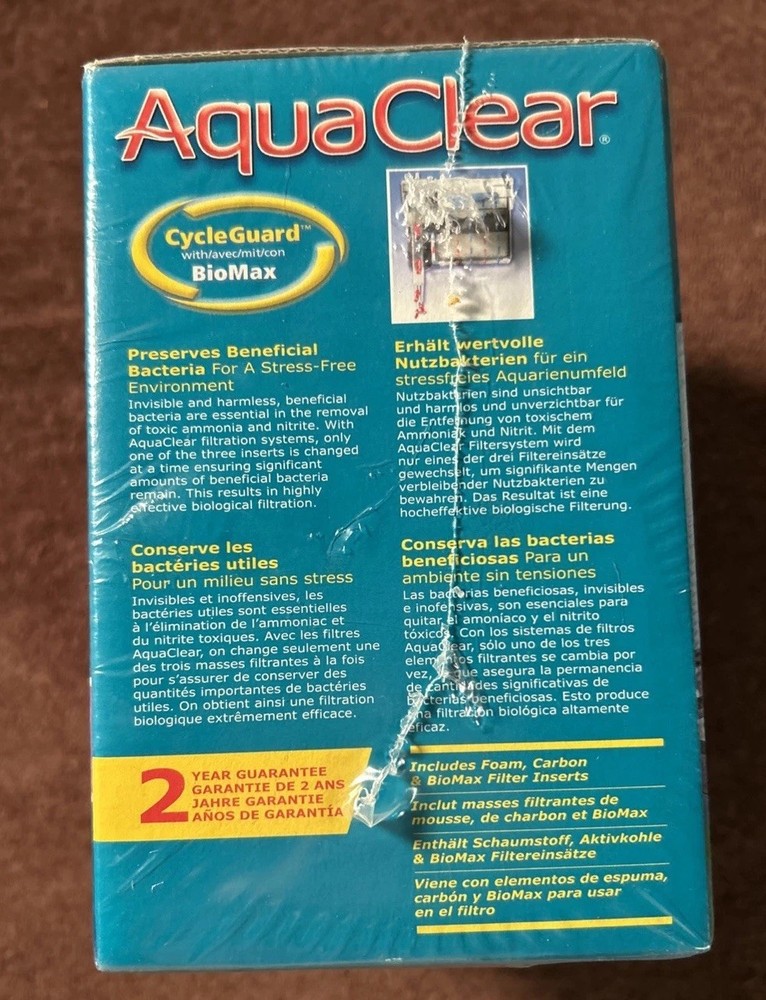 AquaClear®
CycleGuard™
with/avec/mit/con
BioMax
Preserves Beneficial
Bacteria For A Stress-Free
Environment
Invisible and harmless, beneficial
bacteria are essential in the removal
of toxic ammonia and nitrite. With
AquaClear filtration systems, only
one of the three inserts is changed
at a time ensuring significant
amounts of beneficial bacteria
remain. This results in highly
effective biological filtration.
Erhält wertvolle
Nutzbakterien für ein
stressfreies Aquarienumfeld
Nutzbakterien sind unsichtbar
und harmlos und unverzichtbar für
die Entfernung von toxischem
Ammoniak und Nitrit. Mit dem
AquaClear Filtersystem wird
nur eines der drei Filtereinsätze
gewechselt, um signifikante Mengen
verbleibender Nutzbakterien zu
bewahren. Das Resultat ist eine
hocheffektive biologische Filterung.
Conserve les
bactéries utiles
Pour un milieu sans stress
Invisibles et inoffensives, les
bactéries utiles sont essentielles
à l'élimination de l'ammoniac et
du nitrite toxiques. Avec les filtres
AquaClear, on change seulement une
des trois masses filtrantes à la fois
pour s'assurer de conserver des
quantités importantes de bactéries
utiles. On obtient ainsi une filtration
biologique extrêmement efficace.
Conserva las bacterias
beneficiosas Para un
ambiente sin tensiones
Las bacterias beneficiosas, invisibles
e inofensivas, son esenciales para
quitar el amoníaco y el nitrito
tóxicos. Con los sistemas de filtros
AquaClear, sólo uno de los tres
elementos filtrantes se cambia por
vez, que asegura la permanencia
de cantidades significativas de
bacterias beneficiosas. Esto produce
una filtración biológica altamente
eficaz.
2 YEAR GUARANTEE
GARANTIE DE 2 ANS
JAHRE GARANTIE
AÑOS DE GARANTÍA
Includes Foam, Carbon
& BioMax Filter Inserts
Inclut masses filtrantes de
mousse, de charbon et BioMax
Enthält Schaumstoff, Aktivkohle
& BioMax Filtereinsätze
Viene con elementos de espuma,
carbón y BioMax para usar
en el filtro